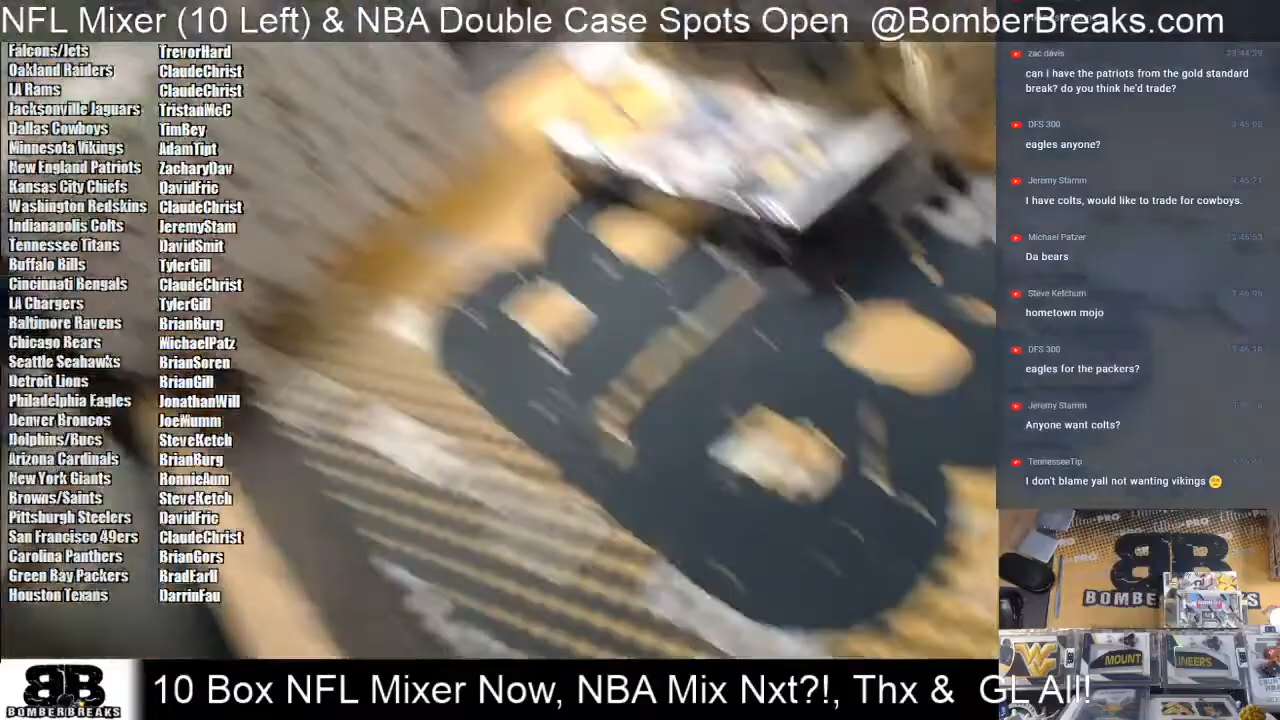 NFL Mixer (10 Left) & NBA Double Case Spots Open @BomberBreaks.com
Falcons/Jets TrevorHard
Oakland Raiders ClaudeChrist
LA Rams ClaudeChrist
Jacksonville Jaguars TristanMcC
Dallas Cowboys TimRey
Minnesota Vikings AdamTipt
New England Patriots ZacharyDav
Kansas City Chiefs DavidFric
Washington Redskins ClaudeChrist
Indianapolis Colts JeremyStam
Tennessee Titans DavidSmit
Buffalo Bills TylerGill
Cincinnati Bengals ClaudeChrist
LA Chargers TylerGill
Baltimore Ravens BrianBurg
Chicago Bears MichaelPatz
Seattle Seahawks BrianSoren
Detroit Lions BrianGill
Philadelphia Eagles JonathanWill
Denver Broncos JoeMumm
Dolphins/Bucs SteveKetch
Arizona Cardinals BrianBurg
New York Giants RonnieAum
Browns/Saints SteveKetch
Pittsburgh Steelers DavidFric
San Francisco 49ers ClaudeChrist
Carolina Panthers BrianGors
Green Bay Packers BradEarll
Houston Texans DarrinFau
zac davis
can i have the patriots from the gold standard
break? do you think he'd trade?
DFS 300
eagles anyone?
Jeremy Stamm
I have colts, would like to trade for cowboys.
Michael Patzer
Da bears
Steve Ketchum
hometown mojo
DFS 300
eagles for the packers?
Jeremy Stamm
Anyone want colts?
TennesseeTip
I don't blame yall not wanting vikings
MOUNT
INEERS
BOMBERBREAKS
10 Box NFL Mixer Now, NBA Mix Nxt?!, Thx & GL All!